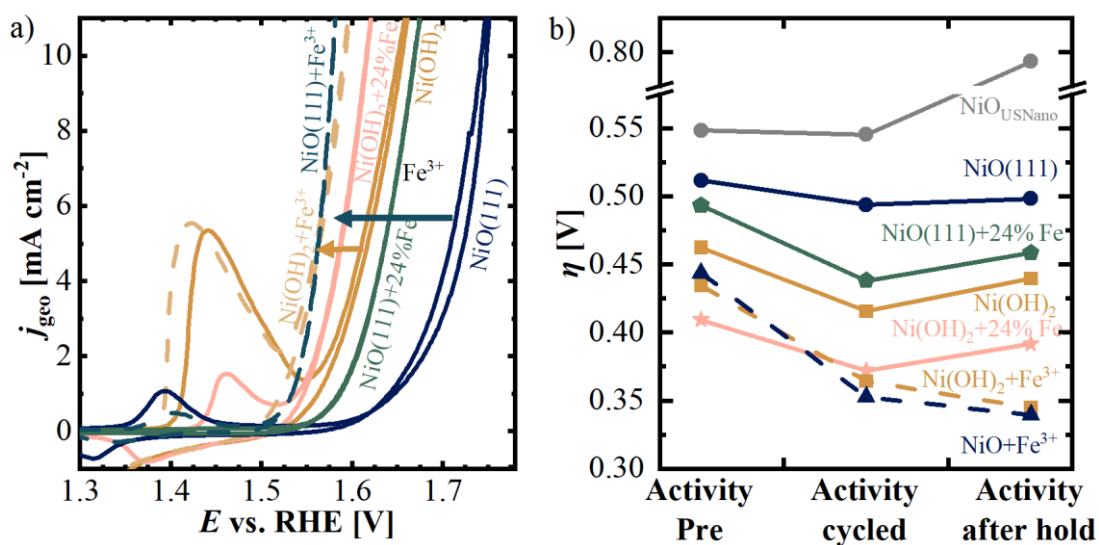 a)
10
8
6
4
2
0
j_geo [mA cm⁻²]
1.3
1.4
1.5
1.6
1.7
E vs. RHE [V]
NiO(111)+Fe³⁺
Ni(OH)₂+24%Fe
Ni(OH)₂
Fe³⁺
NiO(111)
Ni(OH)₂+Fe³⁺
NiO(111)+24%Fe
b)
0.80
0.55
0.50
0.45
0.40
0.35
0.30
η [V]
NiO_USNano
NiO(111)
NiO(111)+24% Fe
Ni(OH)₂
Ni(OH)₂+24% Fe
Ni(OH)₂+Fe³⁺
NiO+Fe³⁺
Activity
Pre
Activity
cycled
Activity
after hold